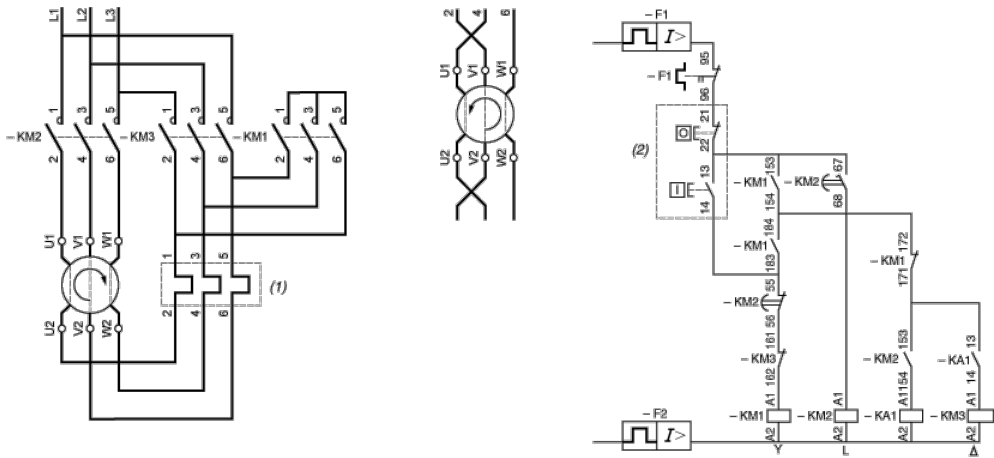 L1 L2 L3
1 3 5 1 3 5 1 3 5
– KM2 – KM3 – KM1
2 4 6 2 4 6 2 4 6
U1 V1 W1
1 3 5
(1)
2 4 6
U2 V2 W2
2 4 6
U1 V1 W1
U2 V2 W2
– F1
I>
95
– F1
96
21
O
22
(2)
13
I
14
153
– KM1
154
67
– KM2
68
184
– KM1
183
172
– KM1
171
55
– KM2
56
161
– KM3
162
153
– KM2
154
13
– KA1
14
A1 A1 A1 A1
– KM1 – KM2 – KA1 – KM3
A2 A2 A2 A2
– F2
I>
Y L Δ